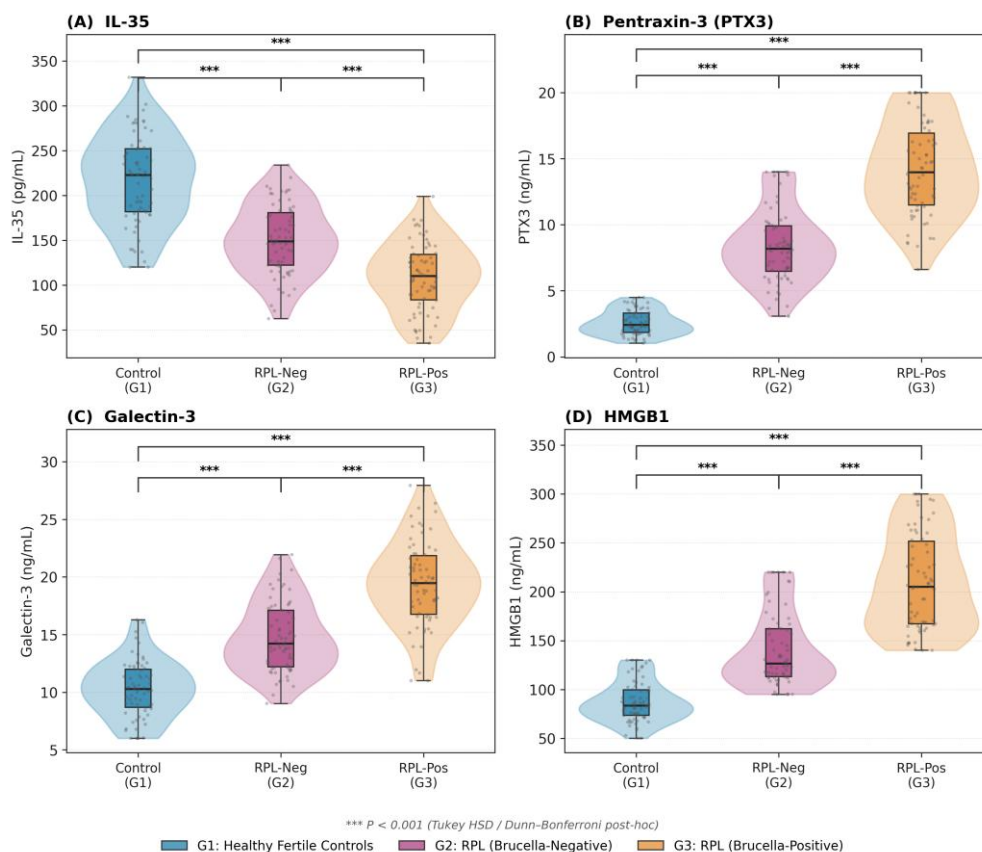 (A) IL-35
***
***
***
350
300
250
200
150
100
50
IL-35 (pg/mL)
Control
(G1)
RPL-Neg
(G2)
RPL-Pos
(G3)
(B) Pentraxin-3 (PTX3)
***
***
***
20
15
10
5
0
PTX3 (ng/mL)
Control
(G1)
RPL-Neg
(G2)
RPL-Pos
(G3)
(C) Galectin-3
***
***
***
30
25
20
15
10
5
Galectin-3 (ng/mL)
Control
(G1)
RPL-Neg
(G2)
RPL-Pos
(G3)
(D) HMGB1
***
***
***
350
300
250
200
150
100
50
HMGB1 (ng/mL)
Control
(G1)
RPL-Neg
(G2)
RPL-Pos
(G3)
*** P < 0.001 (Tukey HSD / Dunn–Bonferroni post-hoc)
G1: Healthy Fertile Controls
G2: RPL (Brucella-Negative)
G3: RPL (Brucella-Positive)